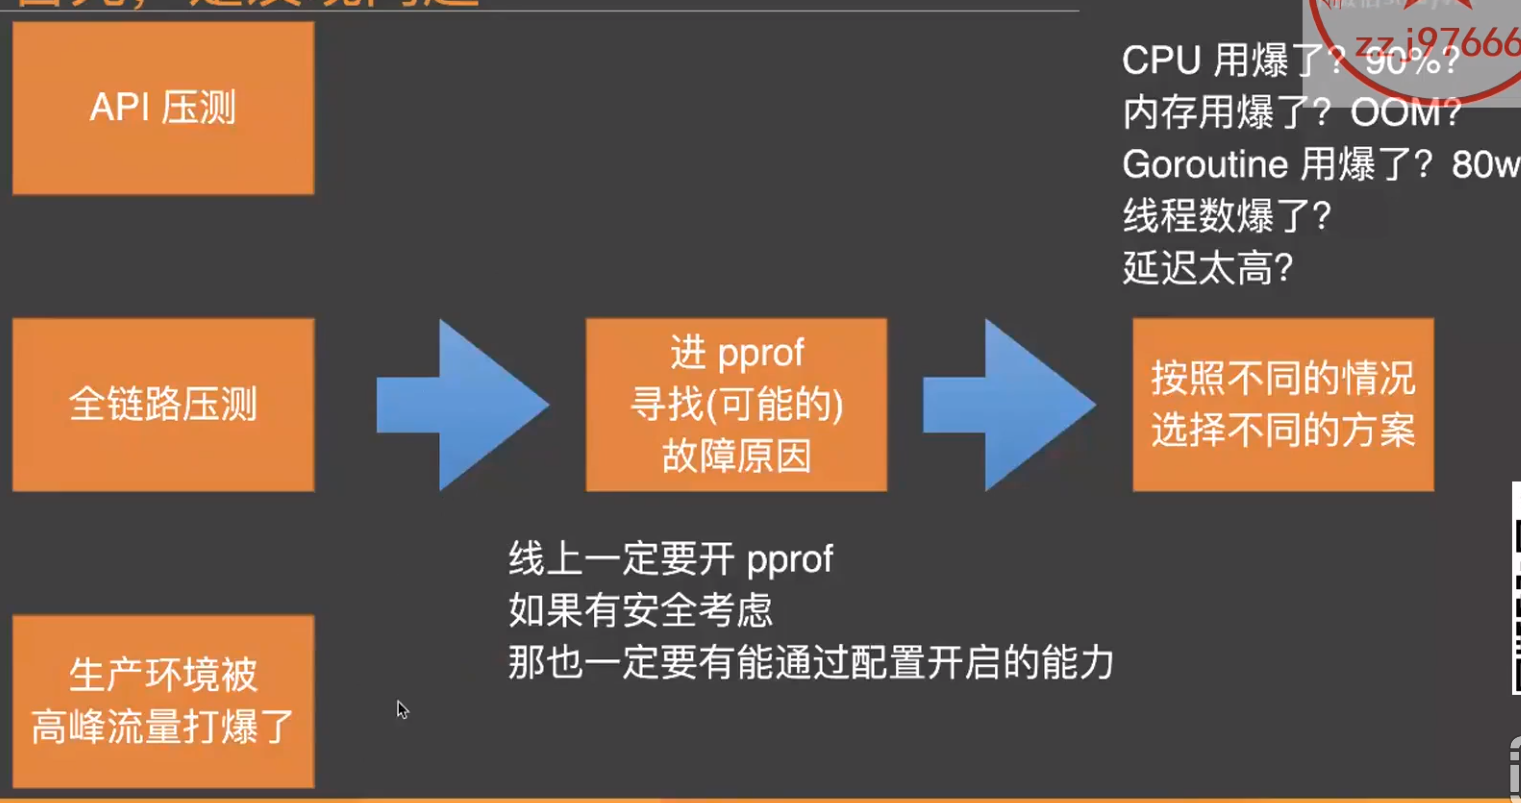 API 压测
CPU 用爆了？90%?
内存用爆了？OOM?
Goroutine 用爆了？80w
线程数爆了?
延迟太高?
zzj97666
全链路压测
进 pprof
寻找(可能的)
故障原因
按照不同的情况
选择不同的方案
线上一定要开 pprof
如果有安全考虑
那也一定要有能通过配置开启的能力
生产环境被
高峰流量打爆了